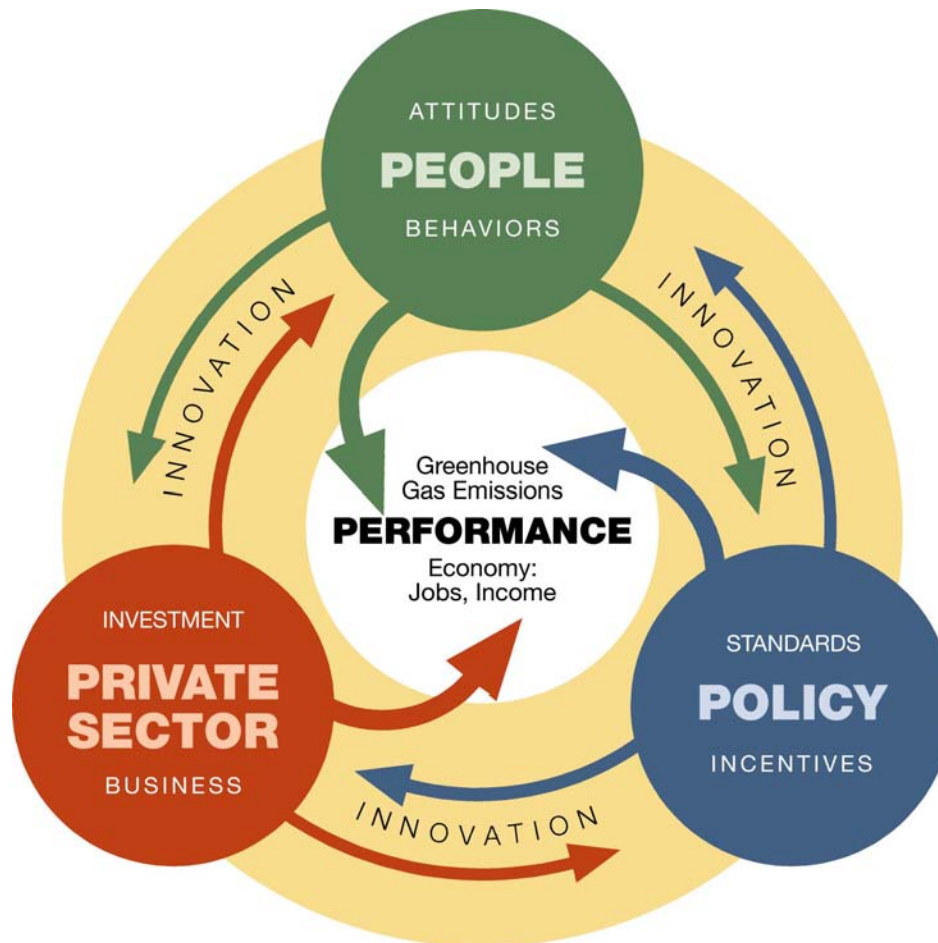 ATTITUDES
PEOPLE
BEHAVIORS
INNOVATION
INNOVATION
Greenhouse
Gas Emissions
PERFORMANCE
Economy:
Jobs, Income
INVESTMENT
PRIVATE
SECTOR
BUSINESS
STANDARDS
POLICY
INCENTIVES
INNOVATION